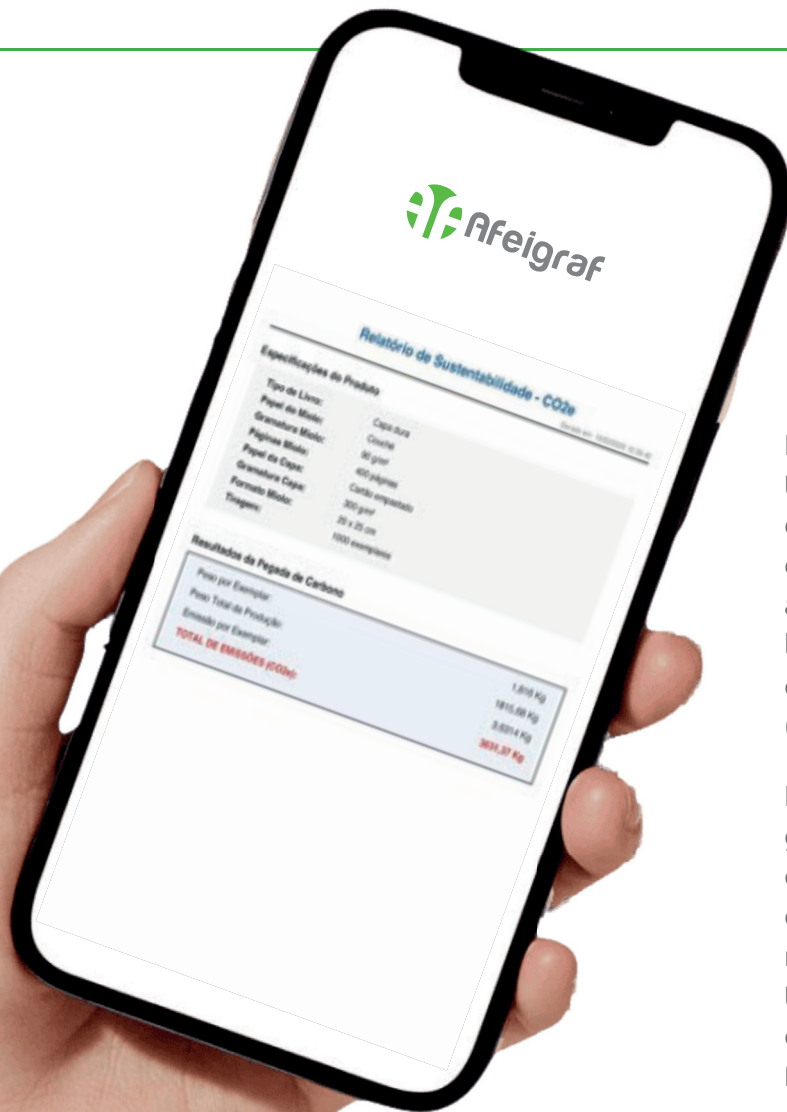 Afeigraf
Relatório de Sustentabilidade - CO2e
Especificações do Produto
Tipo de Livro: Capa dura
Papel do Miolo: Couché
Gramatura Miolo: 90 g/m²
Páginas Miolo: 400 páginas
Papel da Capa: Cartão empastado
Gramatura Capa: 300 g/m²
Formato Miolo: 20 x 25 cm
Tiragem: 1000 exemplares
Resultados da Pegada de Carbono
Peso por Exemplar: 1,816 Kg
Peso Total da Produção: 1815,68 Kg
Emissão por Exemplar: 3,6314 Kg
TOTAL DE EMISSÕES (CO2e): 3631,37 Kg